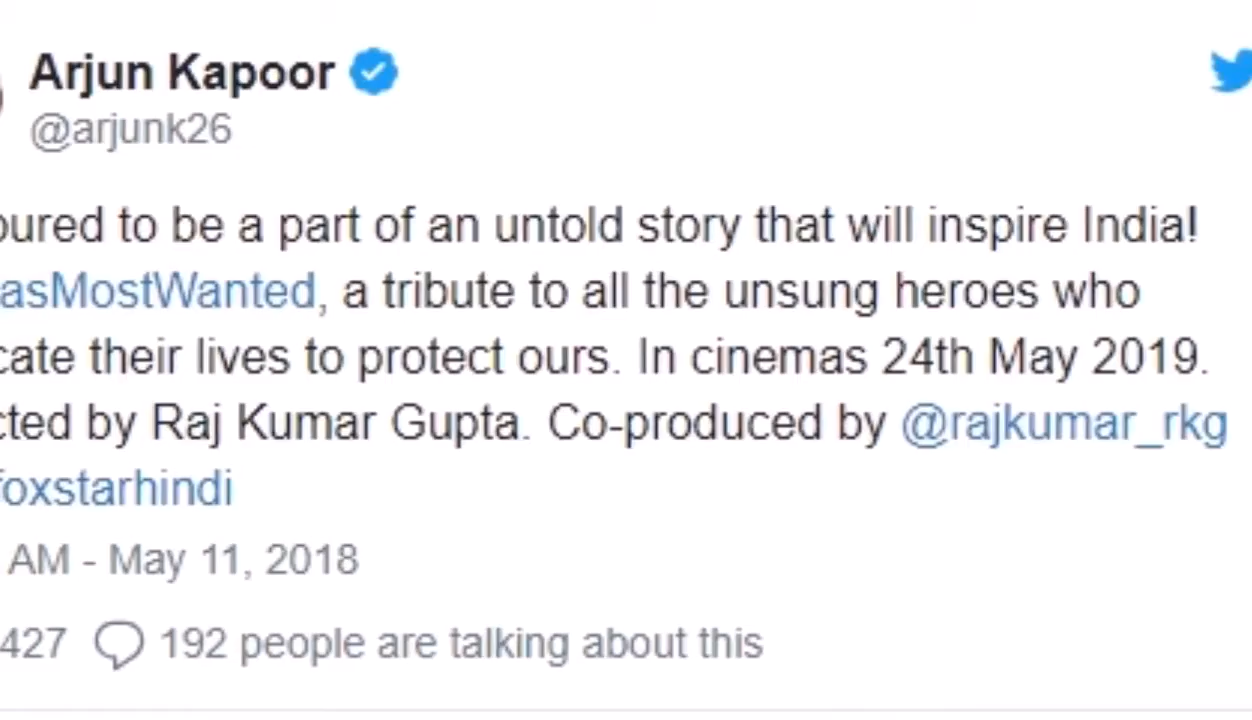 Arjun Kapoor
@arjunk26
oured to be a part of an untold story that will inspire India!
asMostWanted, a tribute to all the unsung heroes who
cate their lives to protect ours. In cinemas 24th May 2019.
cted by Raj Kumar Gupta. Co-produced by @rajkumar_rkg
foxstarhindi
AM - May 11, 2018
427 192 people are talking about this